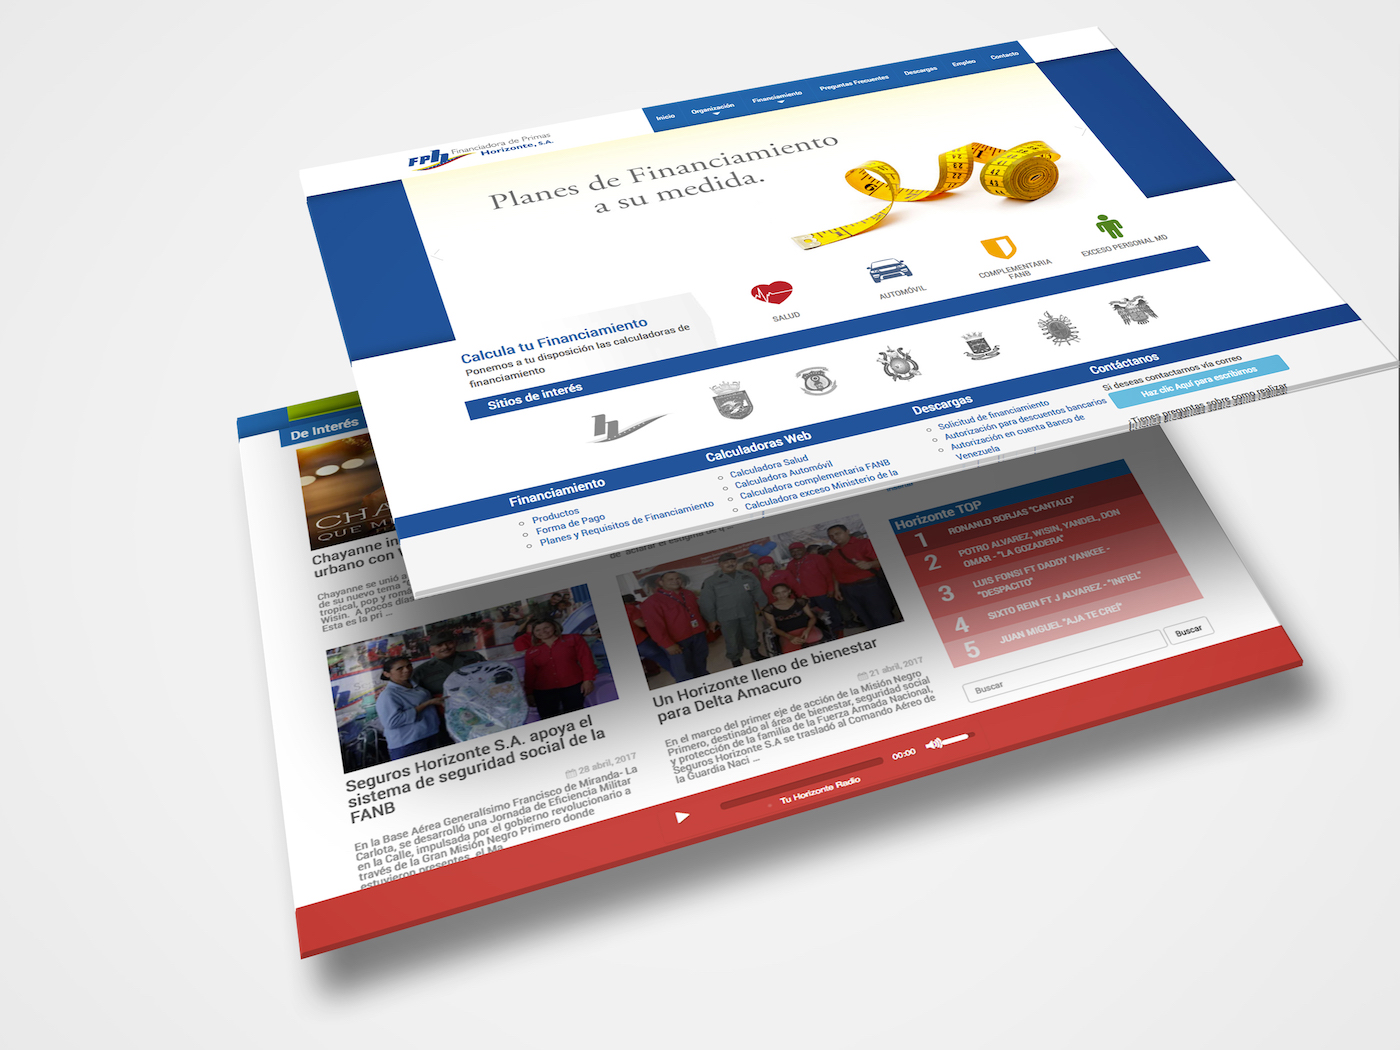 Inicio
Organización
Financiamiento
Preguntas Frecuentes
Descargas
Empleo
Contacto
FPH Financiadora de Primas
Horizonte, S.A.
Planes de Financiamiento
a su medida.
SALUD
AUTOMÓVIL
COMPLEMENTARIA
FANB
EXCESO PERSONAL MD
Calcula tu Financiamiento
Ponemos a tu disposición las calculadoras de
financiamiento
Sitios de interés
Financiamiento
Productos
Forma de Pago
Planes y Requisitos de Financiamiento
Calculadoras Web
Calculadora Salud
Calculadora Automóvil
Calculadora complementaria FANB
Calculadora exceso Ministerio de la
Descargas
Solicitud de financiamiento
Autorización para descuentos bancarios
Autorización en cuenta Banco de
Venezuela
Contáctanos
Si deseas contactarnos vía correo
Haz clic Aquí para escribirnos
¿Tienes preguntas sobre como realizar
De Interés
CHA
QUE M
Chayanne in
urbano con
Chayanne se unió a
de su nuevo tema
tropical, pop y rom
Wisin. A pocos días
Esta es la pri ...
Seguros Horizonte S.A. apoya el
sistema de seguridad social de la
FANB
28 abril, 2017
En la Base Aérea Generalísimo Francisco de Miranda- La
Carlota, se desarrolló una Jornada de Eficiencia Militar
en la Calle, impulsada por el gobierno revolucionario a
través de la Gran Misión Negro Primero donde
estuvieron presentes, el Ma
Un Horizonte lleno de bienestar
para Delta Amacuro
21 abril, 2017
En el marco del primer eje de acción de la Misión Negro
Primero, destinado al área de bienestar, seguridad social
y protección de la familia de la Fuerza Armada Nacional,
Seguros Horizonte S.A se trasladó al Comando Aéreo de
la Guardia Naci ...
Horizonte TOP
1 RONANLD BORJAS "CANTALO"
2 POTRO ALVAREZ, WISIN, YANDEL, DON
OMAR - "LA GOZADERA"
3 LUIS FONSI FT DADDY YANKEE -
"DESPACITO"
4 SIXTO REIN FT J ALVAREZ - "INFIEL"
5 JUAN MIGUEL "AJA TE CREÍ"
Buscar
Buscar
00:00
Tu Horizonte Radio